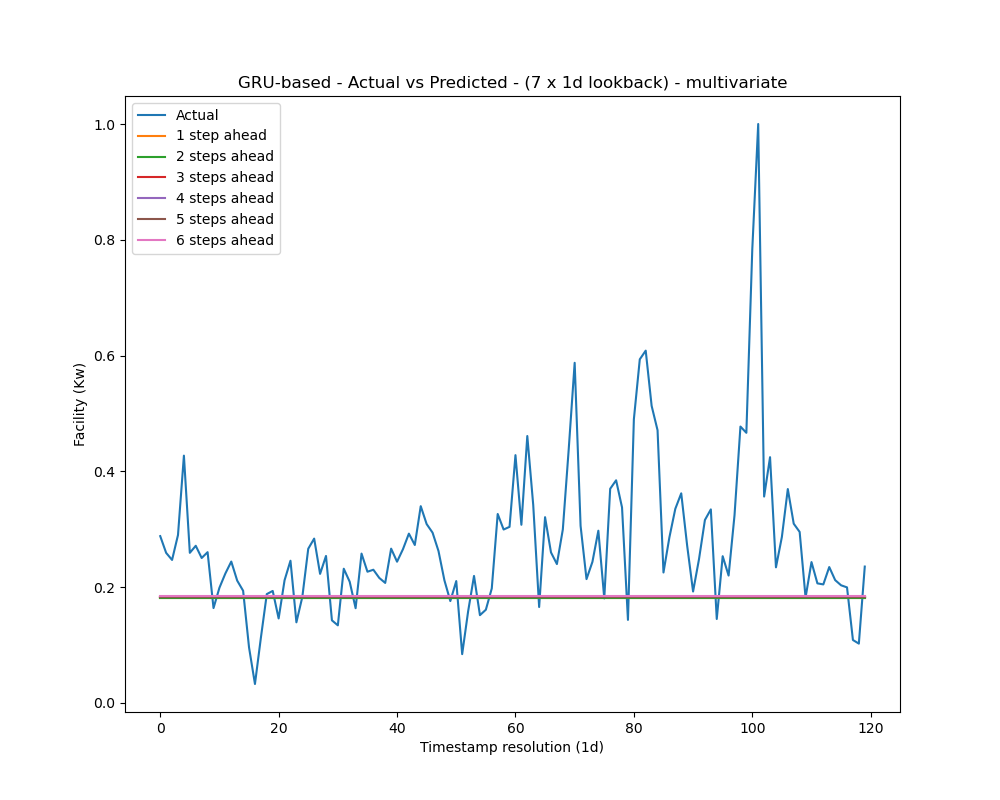 GRU-based - Actual vs Predicted - (7 x 1d lookback) - multivariate
Actual
1 step ahead
2 steps ahead
3 steps ahead
4 steps ahead
5 steps ahead
6 steps ahead
1.0
0.8
0.6
0.4
0.2
0.0
Facility (Kw)
0 20 40 60 80 100 120
Timestamp resolution (1d)